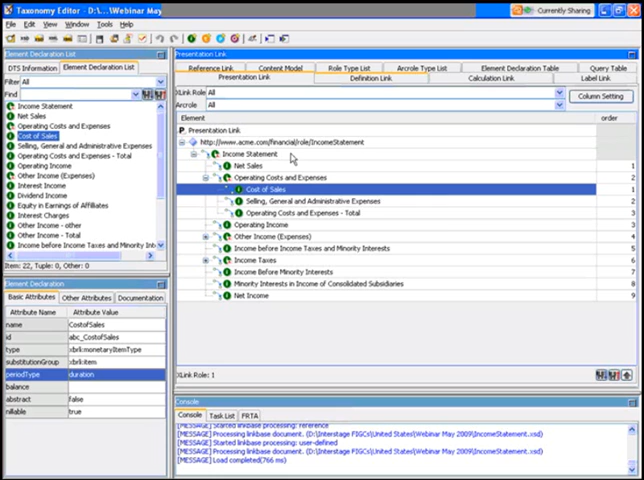 Taxonomy Editor - D:\...\Webinar May
Currently Sharing
File Edit View Window Tools Help
Element Declaration List
DTS Information Element Declaration List
Filter All
Find
Income Statement
Net Sales
Operating Costs and Expenses
Cost of Sales
Selling, General and Administrative Expenses
Operating Costs and Expenses - Total
Operating Income
Other Income (Expenses)
Interest Income
Dividend Income
Equity in Earnings of Affiliates
Interest Charges
Other Income - other
Other Income - Total
Income before Income Taxes and Minority Int
Item: 22, Tuple: 0, Other: 0
Element Declaration
Basic Attributes Other Attributes Documentation
Attribute Name Attribute Value
name CostofSales
id abc_CostofSales
type xbrli:monetaryItemType
substitutionGroup xbrli:item
periodType duration
balance
abstract false
nillable true
Presentation Link
Reference Link Content Model Role Type List Arcrole Type List Element Declaration Table Query Table
Presentation Link Definition Link Calculation Link Label Link
XLink Role: All
Arcrole All
Column Setting
Element order
Presentation Link
http://www.acme.com/financial/role/IncomeStatement
Income Statement
Net Sales 1
Operating Costs and Expenses 2
Cost of Sales 1
Selling, General and Administrative Expenses 2
Operating Costs and Expenses - Total 3
Operating Income 3
Other Income (Expenses) 4
Income before Income Taxes and Minority Interests 5
Income Taxes 6
Income Before Minority Interests 7
Minority Interests in Income of Consolidated Subsidiaries 8
Net Income 9
XLink Role: 1
Console
Console Task List FRTA
[MESSAGE] Started linkbase processing: reference
[MESSAGE] Processing linkbase document. (D:\Interstage FIGCs\United States\Webinar May 2009\IncomeStatement.xsd)
[MESSAGE] Started linkbase processing: user-defined
[MESSAGE] Processing linkbase document. (D:\Interstage FIGCs\United States\Webinar May 2009\IncomeStatement.xsd)
[MESSAGE] Load completed(766 ms)